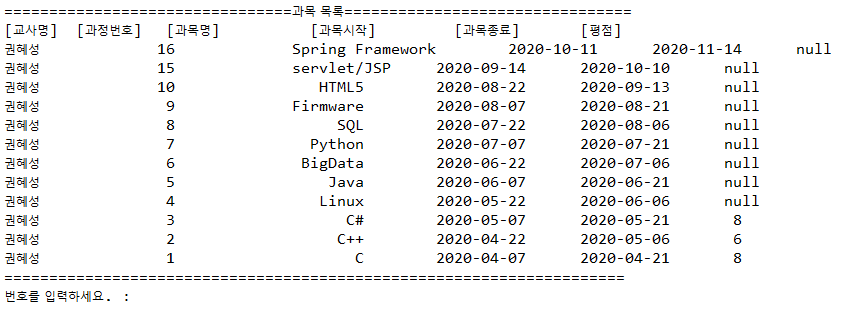 ================================과목 목록================================
[교사명] [과정번호] [과목명] [과목시작] [과목종료] [평점]
권혜성 16 Spring Framework 2020-10-11 2020-11-14 null
권혜성 15 servlet/JSP 2020-09-14 2020-10-10 null
권혜성 10 HTML5 2020-08-22 2020-09-13 null
권혜성 9 Firmware 2020-08-07 2020-08-21 null
권혜성 8 SQL 2020-07-22 2020-08-06 null
권혜성 7 Python 2020-07-07 2020-07-21 null
권혜성 6 BigData 2020-06-22 2020-07-06 null
권혜성 5 Java 2020-06-07 2020-06-21 null
권혜성 4 Linux 2020-05-22 2020-06-06 null
권혜성 3 C# 2020-05-07 2020-05-21 8
권혜성 2 C++ 2020-04-22 2020-05-06 6
권혜성 1 C 2020-04-07 2020-04-21 8
=====================================================================
번호를 입력하세요. :